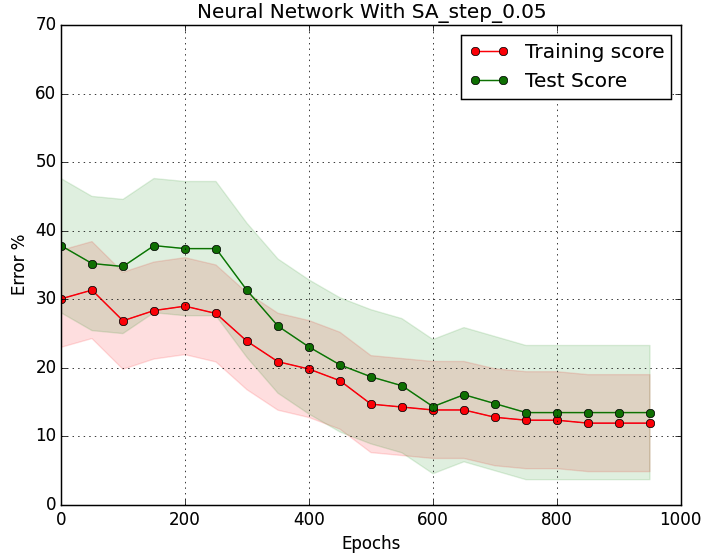 Neural Network With SA_step_0.05
70
60
50
40
30
20
10
0
Error %
Training score
Test Score
0 200 400 600 800 1000
Epochs